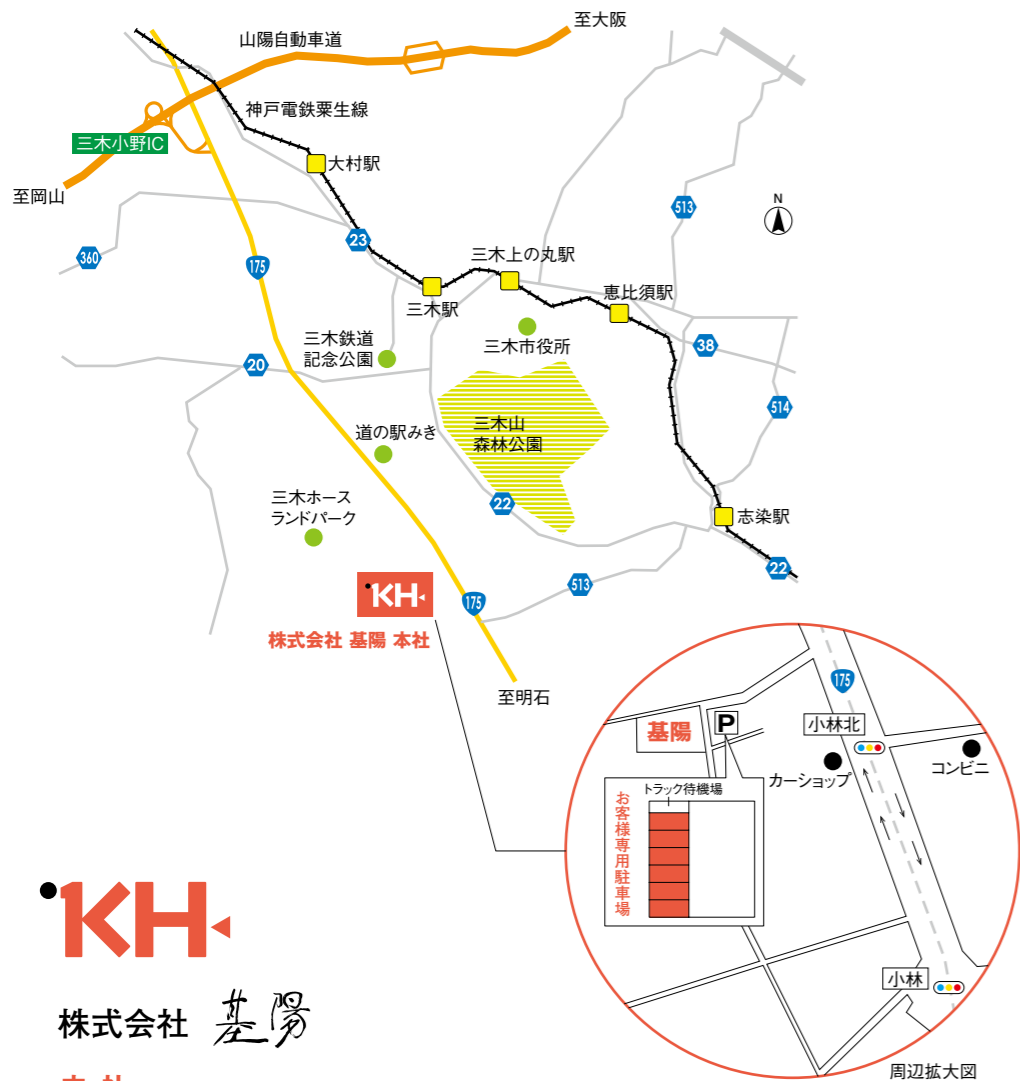 至大阪
山陽自動車道
神戸電鉄粟生線
三木小野IC
大村駅
至岡山
513
N
23
360
175
三木上の丸駅
恵比須駅
三木駅
三木鉄道
記念公園
三木市役所
38
20
514
三木山
森林公園
道の駅みき
22
三木ホース
ランドパーク
志染駅
22
513
KH
175
株式会社 基陽 本社
至明石
175
P
小林北
基陽
カーショップ
コンビニ
トラック待機場
お客様専用駐車場
小林
周辺拡大図
KH
株式会社 基陽
本社